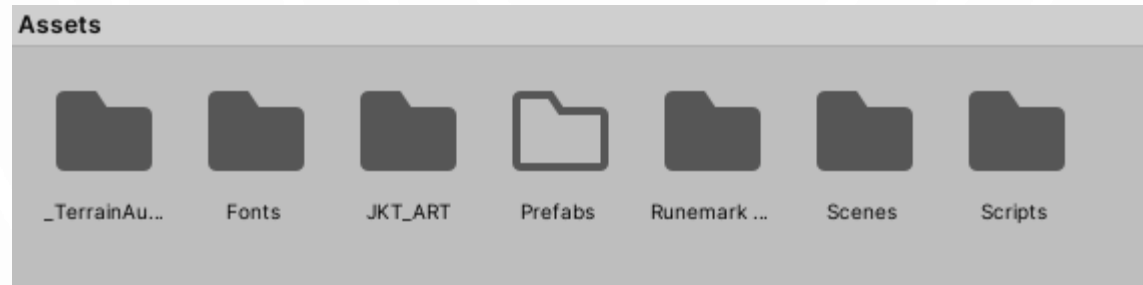 Assets
_TerrainAu... Fonts JKT_ART Prefabs Runemark ... Scenes Scripts